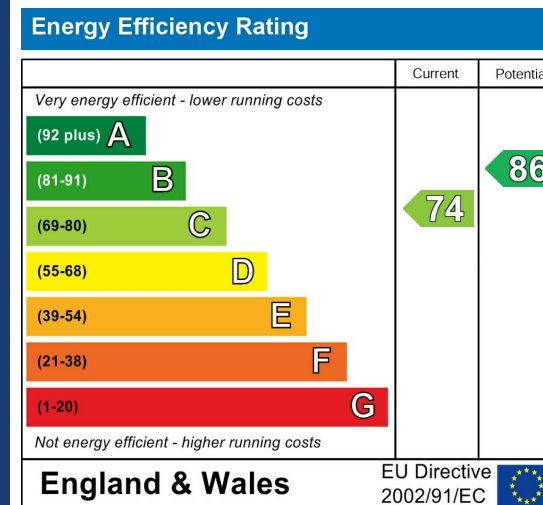 Energy Efficiency Rating
Current Potentia
Very energy efficient - lower running costs
(92 plus) A
(81-91) B
86
(69-80) C
74
(55-68) D
(39-54) E
(21-38) F
(1-20) G
Not energy efficient - higher running costs
England & Wales
EU Directive
2002/91/EC